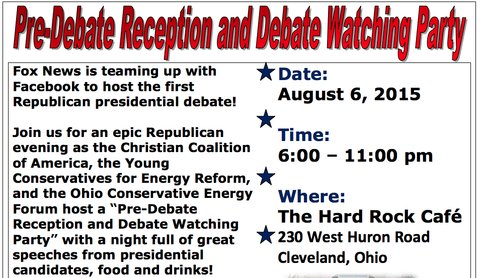 Pre-Debate Reception and Debate Watching Party
Fox News is teaming up with
Facebook to host the first
Republican presidential debate!
Join us for an epic Republican
evening as the Christian Coalition
of America, the Young
Conservatives for Energy Reform,
and the Ohio Conservative Energy
Forum host a “Pre-Debate
Reception and Debate Watching
Party” with a night full of great
speeches from presidential
candidates, food and drinks!
Date:
August 6, 2015
Time:
6:00 – 11:00 pm
Where:
The Hard Rock Café
230 West Huron Road
Cleveland, Ohio